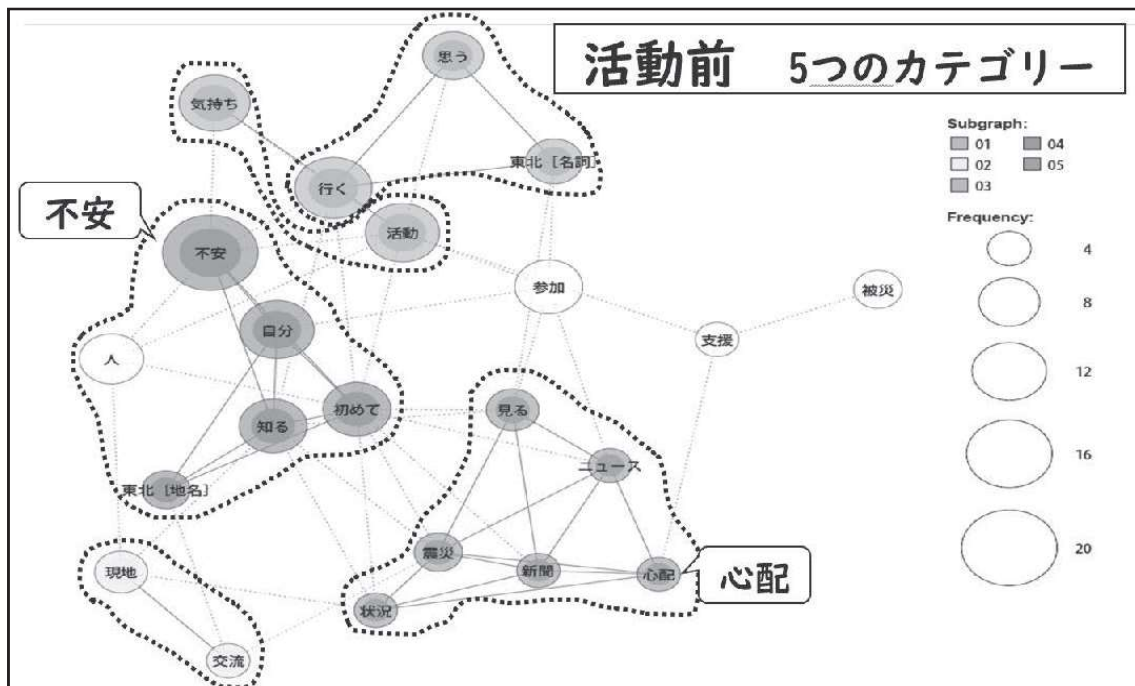 活動前 5つのカテゴリー
思う
気持ち
東北［名詞］
行く
活動
不安
不安
参加
被災
支援
自分
人
初めて
見る
知る
ニュース
東北［地名］
震災
新聞
心配
心配
現地
状況
交流
Subgraph:
01 04
02 05
03
Frequency:
4
8
12
16
20